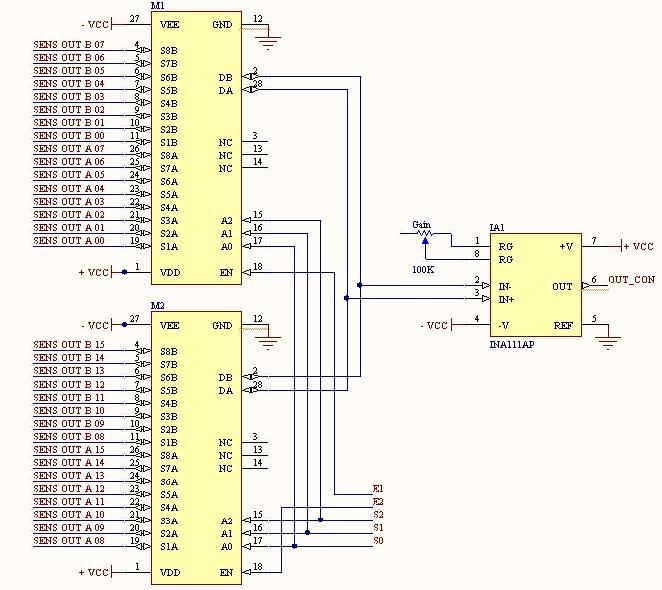 M1
- VCC 27 VEE GND 12
SENS OUT B 07 4 S8B
SENS OUT B 06 5 S7B
SENS OUT B 05 6 S6B DB 2
SENS OUT B 04 7 S5B DA 28
SENS OUT B 03 8 S4B
SENS OUT B 02 9 S3B
SENS OUT B 01 10 S2B
SENS OUT B 00 11 S1B NC 3
SENS OUT A 07 26 S8A NC 13
SENS OUT A 06 25 S7A NC 14
SENS OUT A 05 24 S6A
SENS OUT A 04 23 S5A
SENS OUT A 03 22 S4A
SENS OUT A 02 21 S3A A2 15
SENS OUT A 01 20 S2A A1 16
SENS OUT A 00 19 S1A A0 17
+ VCC 1 VDD EN 18
Gain
100K
IA1
1 RG +V 7 + VCC
8 RG
2 IN- OUT 6 OUT_CON
3 IN+
- VCC 4 -V REF 5
INA111AP
M2
- VCC 27 VEE GND 12
SENS OUT B 15 4 S8B
SENS OUT B 14 5 S7B
SENS OUT B 13 6 S6B DB 2
SENS OUT B 12 7 S5B DA 28
SENS OUT B 11 8 S4B
SENS OUT B 10 9 S3B
SENS OUT B 09 10 S2B
SENS OUT B 08 11 S1B NC 3
SENS OUT A 15 26 S8A NC 13
SENS OUT A 14 25 S7A NC 14
SENS OUT A 13 24 S6A
SENS OUT A 12 23 S5A E1
SENS OUT A 11 22 S4A E2
SENS OUT A 10 21 S3A A2 15 S2
SENS OUT A 09 20 S2A A1 16 S1
SENS OUT A 08 19 S1A A0 17 S0
+ VCC 1 VDD EN 18